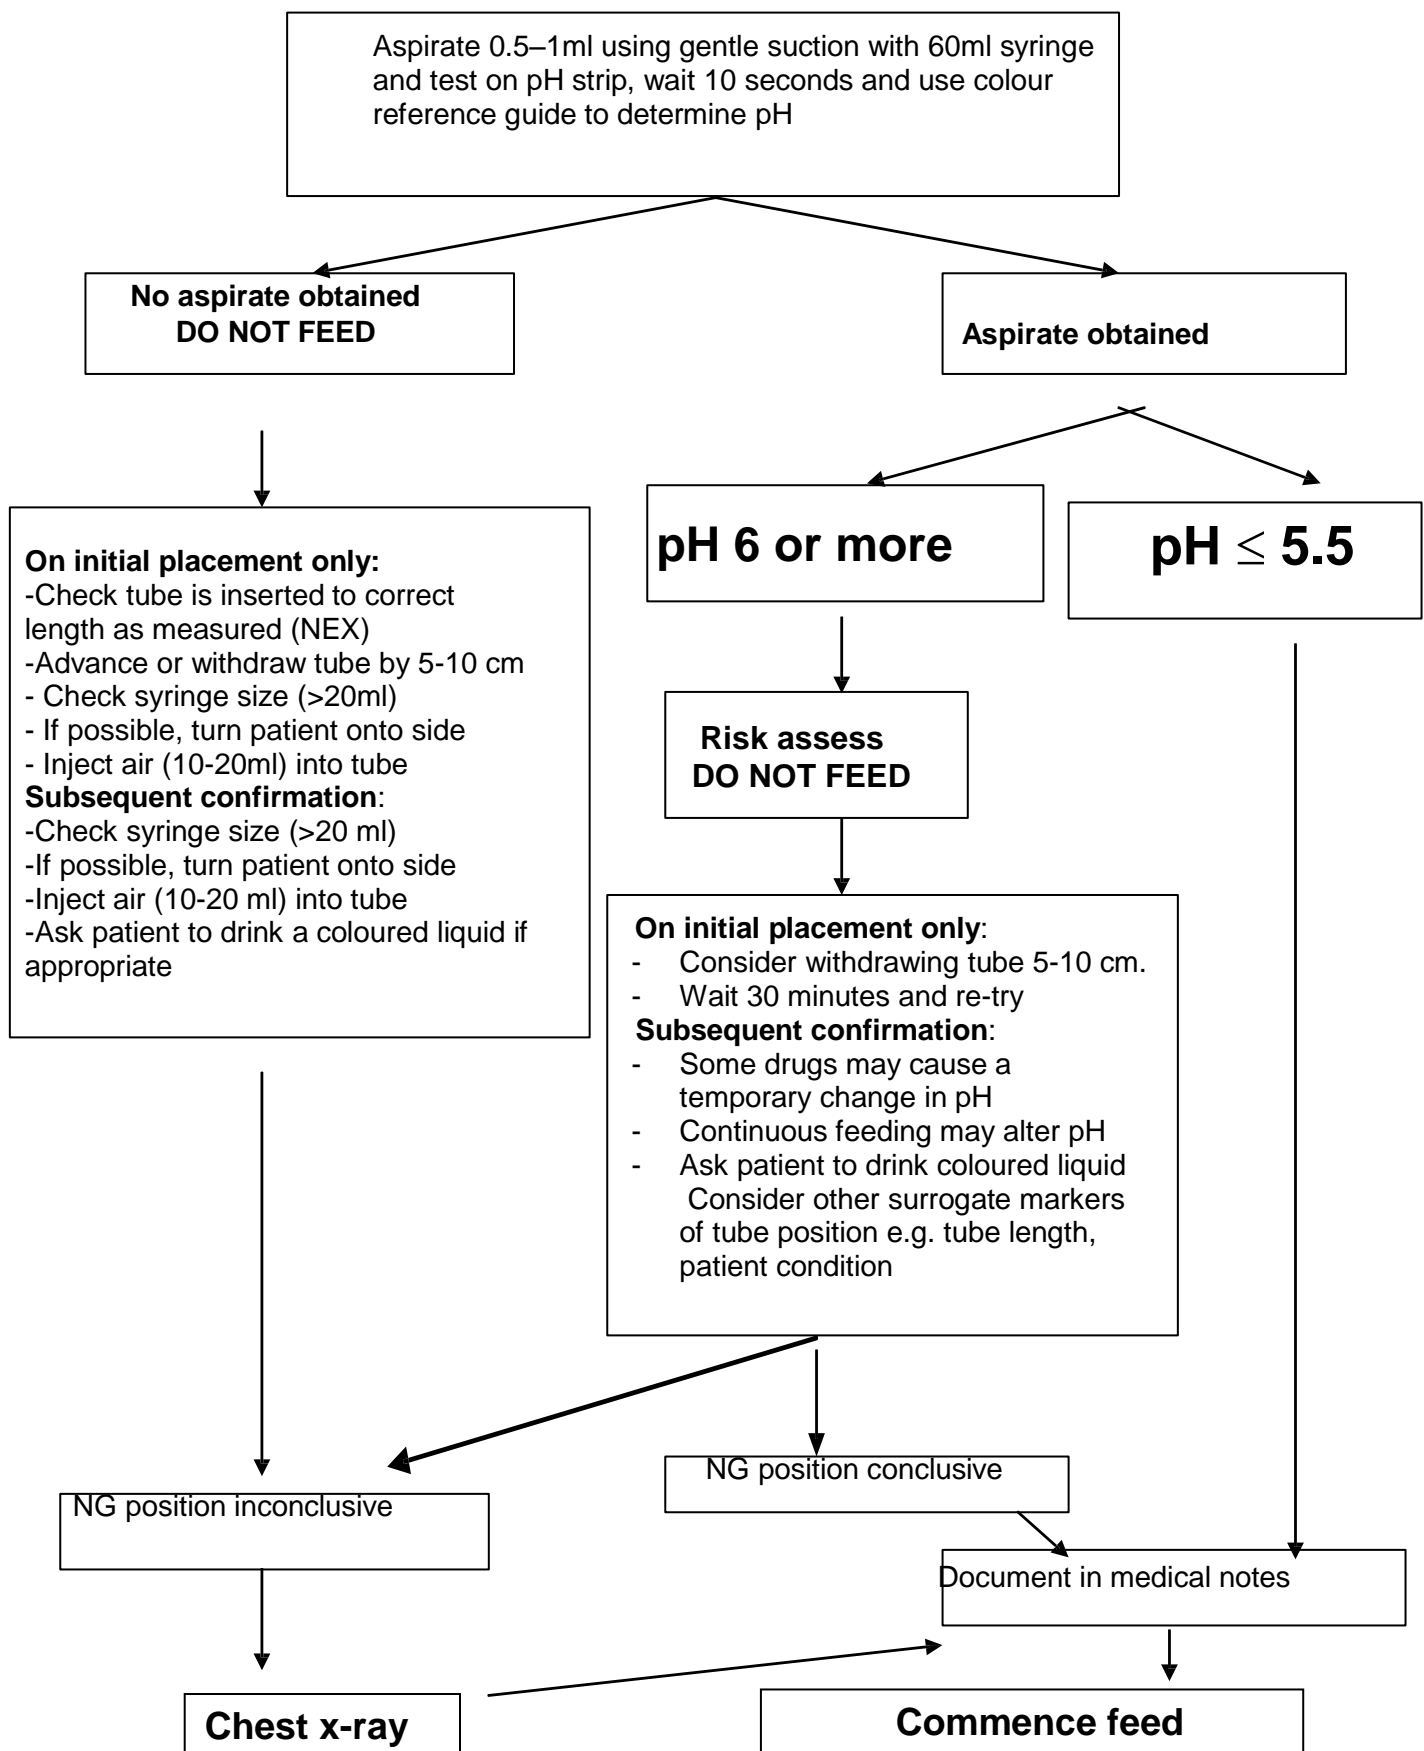 Aspirate 0.5–1ml using gentle suction with 60ml syringe
and test on pH strip, wait 10 seconds and use colour
reference guide to determine pH
No aspirate obtained
DO NOT FEED
Aspirate obtained
On initial placement only:
-Check tube is inserted to correct
length as measured (NEX)
-Advance or withdraw tube by 5-10 cm
- Check syringe size (>20ml)
- If possible, turn patient onto side
- Inject air (10-20ml) into tube
Subsequent confirmation:
-Check syringe size (>20 ml)
-If possible, turn patient onto side
-Inject air (10-20 ml) into tube
-Ask patient to drink a coloured liquid if
appropriate
pH 6 or more
pH ≤ 5.5
Risk assess
DO NOT FEED
On initial placement only:
- Consider withdrawing tube 5-10 cm.
- Wait 30 minutes and re-try
Subsequent confirmation:
- Some drugs may cause a
temporary change in pH
- Continuous feeding may alter pH
- Ask patient to drink coloured liquid
Consider other surrogate markers
of tube position e.g. tube length,
patient condition
NG position inconclusive
NG position conclusive
Document in medical notes
Chest x-ray
Commence feed